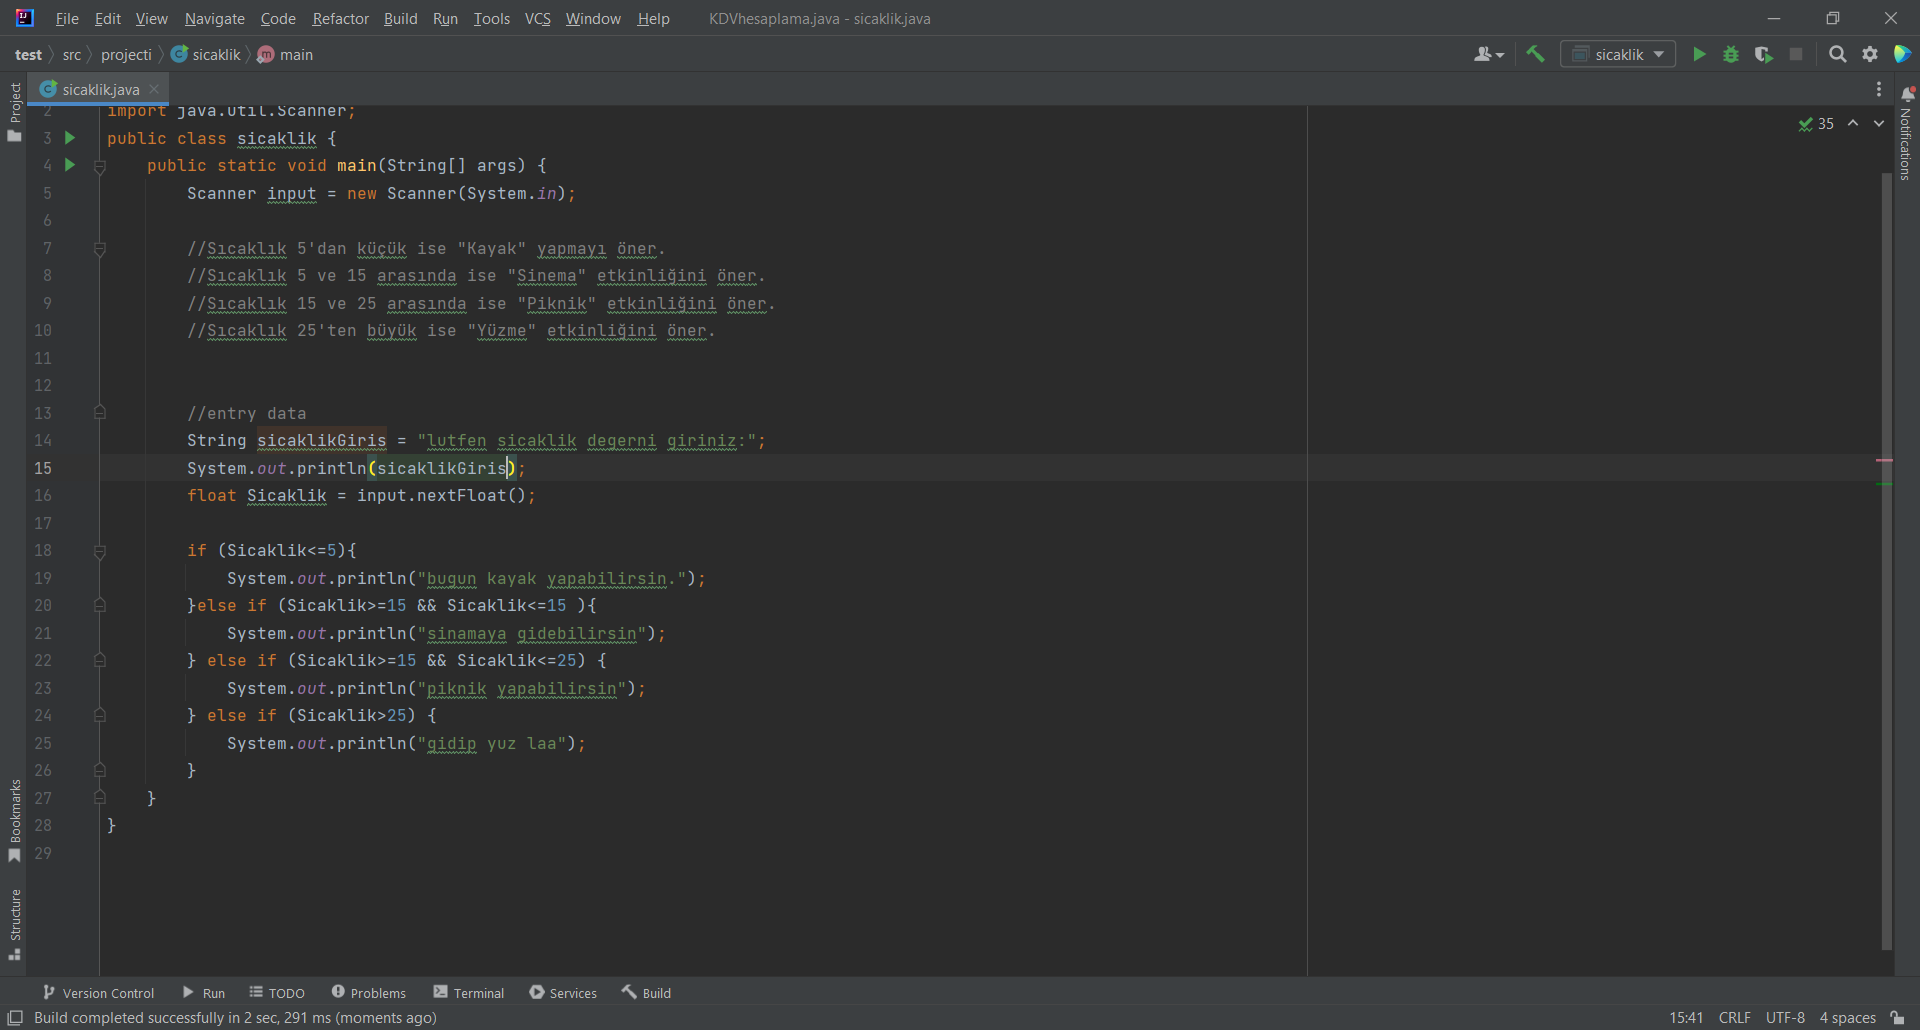 File Edit View Navigate Code Refactor Build Run Tools VCS Window Help KDVhesaplama.java - sicaklik.java
test src projecti sicaklik main sicaklik
Project
sicaklik.java
Notifications
35
2 import java.util.Scanner;
3 public class sicaklik {
4 public static void main(String[] args) {
5 Scanner input = new Scanner(System.in);
6
7 //Sıcaklık 5'dan küçük ise "Kayak" yapmayı öner.
8 //Sıcaklık 5 ve 15 arasında ise "Sinema" etkinliğini öner.
9 //Sıcaklık 15 ve 25 arasında ise "Piknik" etkinliğini öner.
10 //Sıcaklık 25'ten büyük ise "Yüzme" etkinliğini öner.
11
12
13 //entry data
14 String sicaklikGiris = "lutfen sicaklik degerni giriniz:";
15 System.out.println(sicaklikGiris);
16 float Sicaklik = input.nextFloat();
17
18 if (Sicaklik<=5){
19 System.out.println("bugun kayak yapabilirsin.");
20 }else if (Sicaklik>=15 && Sicaklik<=15 ){
21 System.out.println("sinamaya gidebilirsin");
22 } else if (Sicaklik>=15 && Sicaklik<=25) {
23 System.out.println("piknik yapabilirsin");
24 } else if (Sicaklik>25) {
25 System.out.println("gidip yuz laa");
26 }
27 }
28 }
29
Bookmarks
Structure
Version Control Run TODO Problems Terminal Services Build
Build completed successfully in 2 sec, 291 ms (moments ago) 15:41 CRLF UTF-8 4 spaces